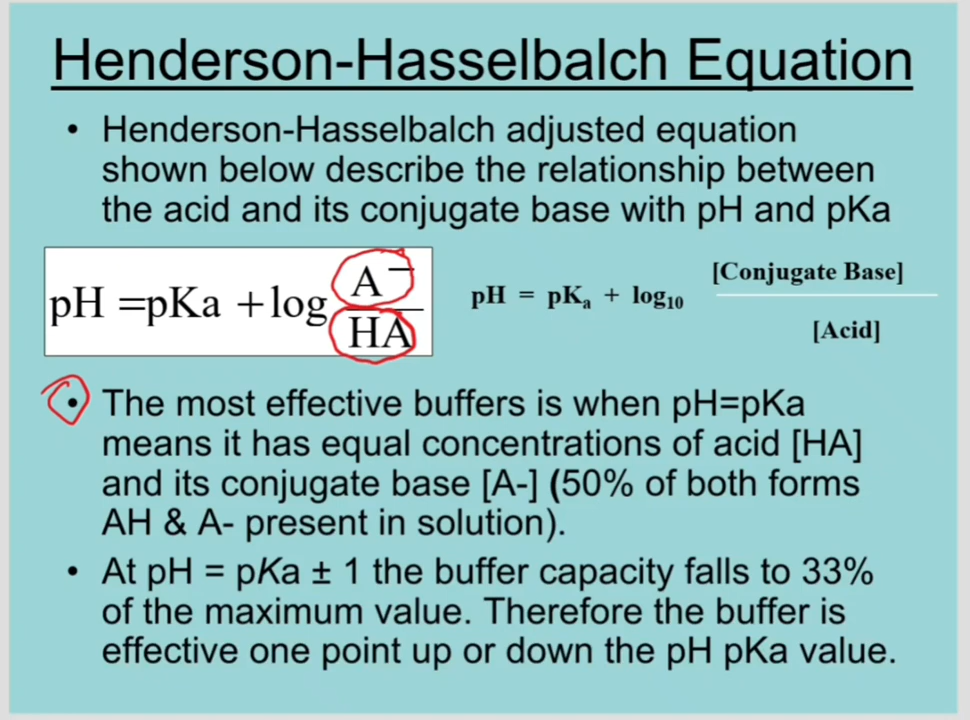 Henderson-Hasselbalch Equation
• Henderson-Hasselbalch adjusted equation
shown below describe the relationship between
the acid and its conjugate base with pH and pKa
pH =pKa +log A⁻/HA
pH = pKₐ + log₁₀ [Conjugate Base]/[Acid]
• The most effective buffers is when pH=pKa
means it has equal concentrations of acid [HA]
and its conjugate base [A-] (50% of both forms
AH & A- present in solution).
• At pH = pKa ± 1 the buffer capacity falls to 33%
of the maximum value. Therefore the buffer is
effective one point up or down the pH pKa value.